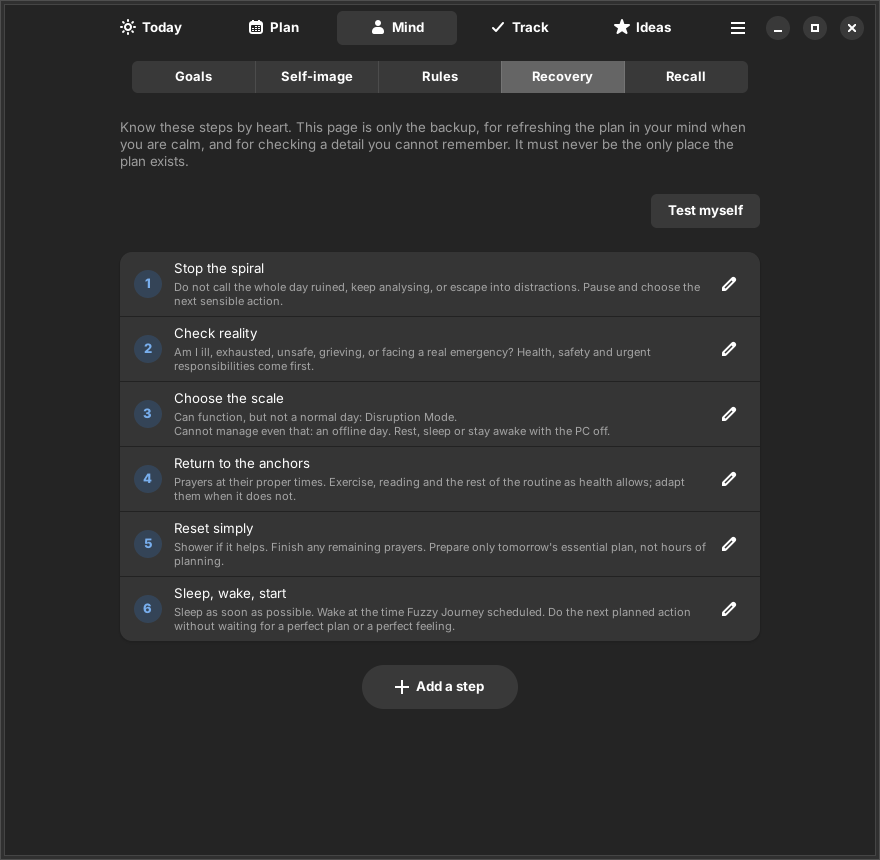 Today
Plan
Mind
Track
Ideas
Goals
Self-image
Rules
Recovery
Recall
Know these steps by heart. This page is only the backup, for refreshing the plan in your mind when
you are calm, and for checking a detail you cannot remember. It must never be the only place the
plan exists.
Test myself
1
Stop the spiral
Do not call the whole day ruined, keep analysing, or escape into distractions. Pause and choose the
next sensible action.
2
Check reality
Am I ill, exhausted, unsafe, grieving, or facing a real emergency? Health, safety and urgent
responsibilities come first.
3
Choose the scale
Can function, but not a normal day: Disruption Mode.
Cannot manage even that: an offline day. Rest, sleep or stay awake with the PC off.
4
Return to the anchors
Prayers at their proper times. Exercise, reading and the rest of the routine as health allows; adapt
them when it does not.
5
Reset simply
Shower if it helps. Finish any remaining prayers. Prepare only tomorrow's essential plan, not hours of
planning.
6
Sleep, wake, start
Sleep as soon as possible. Wake at the time Fuzzy Journey scheduled. Do the next planned action
without waiting for a perfect plan or a perfect feeling.
Add a step